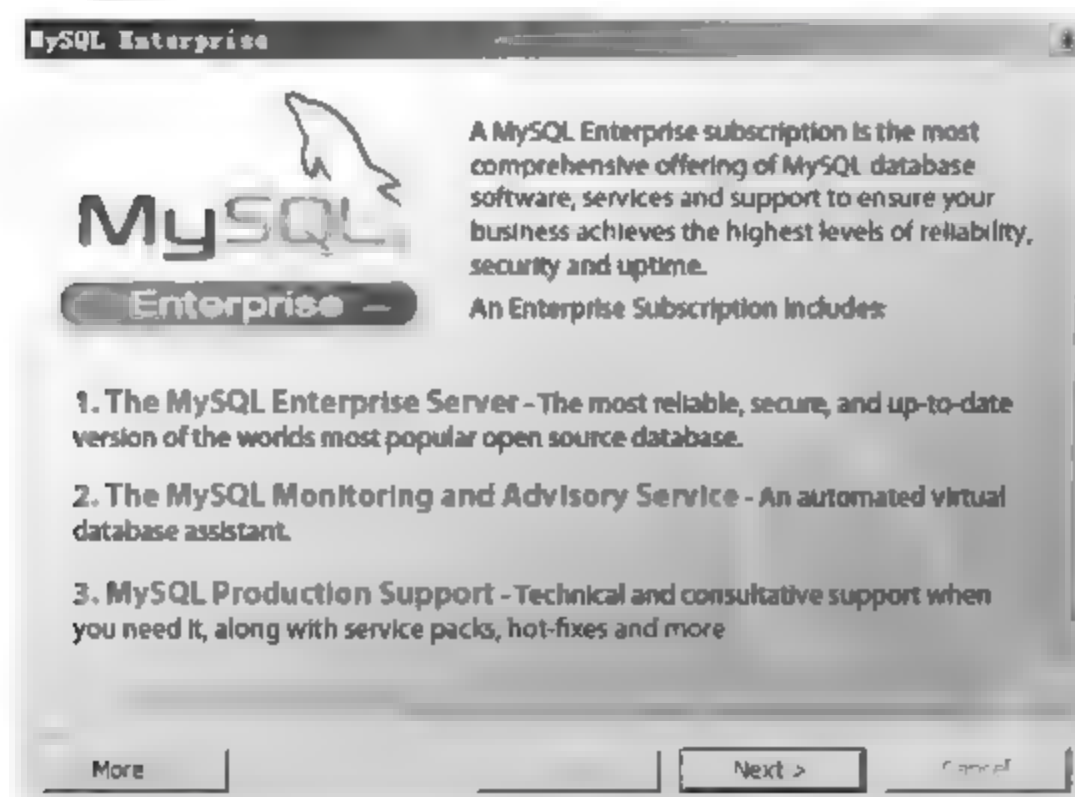 MySQL Enterprise
A MySQL Enterprise subscription is the most
comprehensive offering of MySQL database
software, services and support to ensure your
business achieves the highest levels of reliability,
security and uptime.
MySQL
Enterprise
An Enterprise Subscription includes:
1. The MySQL Enterprise Server - The most reliable, secure, and up-to-date
version of the worlds most popular open source database.
2. The MySQL Monitoring and Advisory Service - An automated virtual
database assistant.
3. MySQL Production Support - Technical and consultative support when
you need it, along with service packs, hot-fixes and more
More
Next >
Cancel